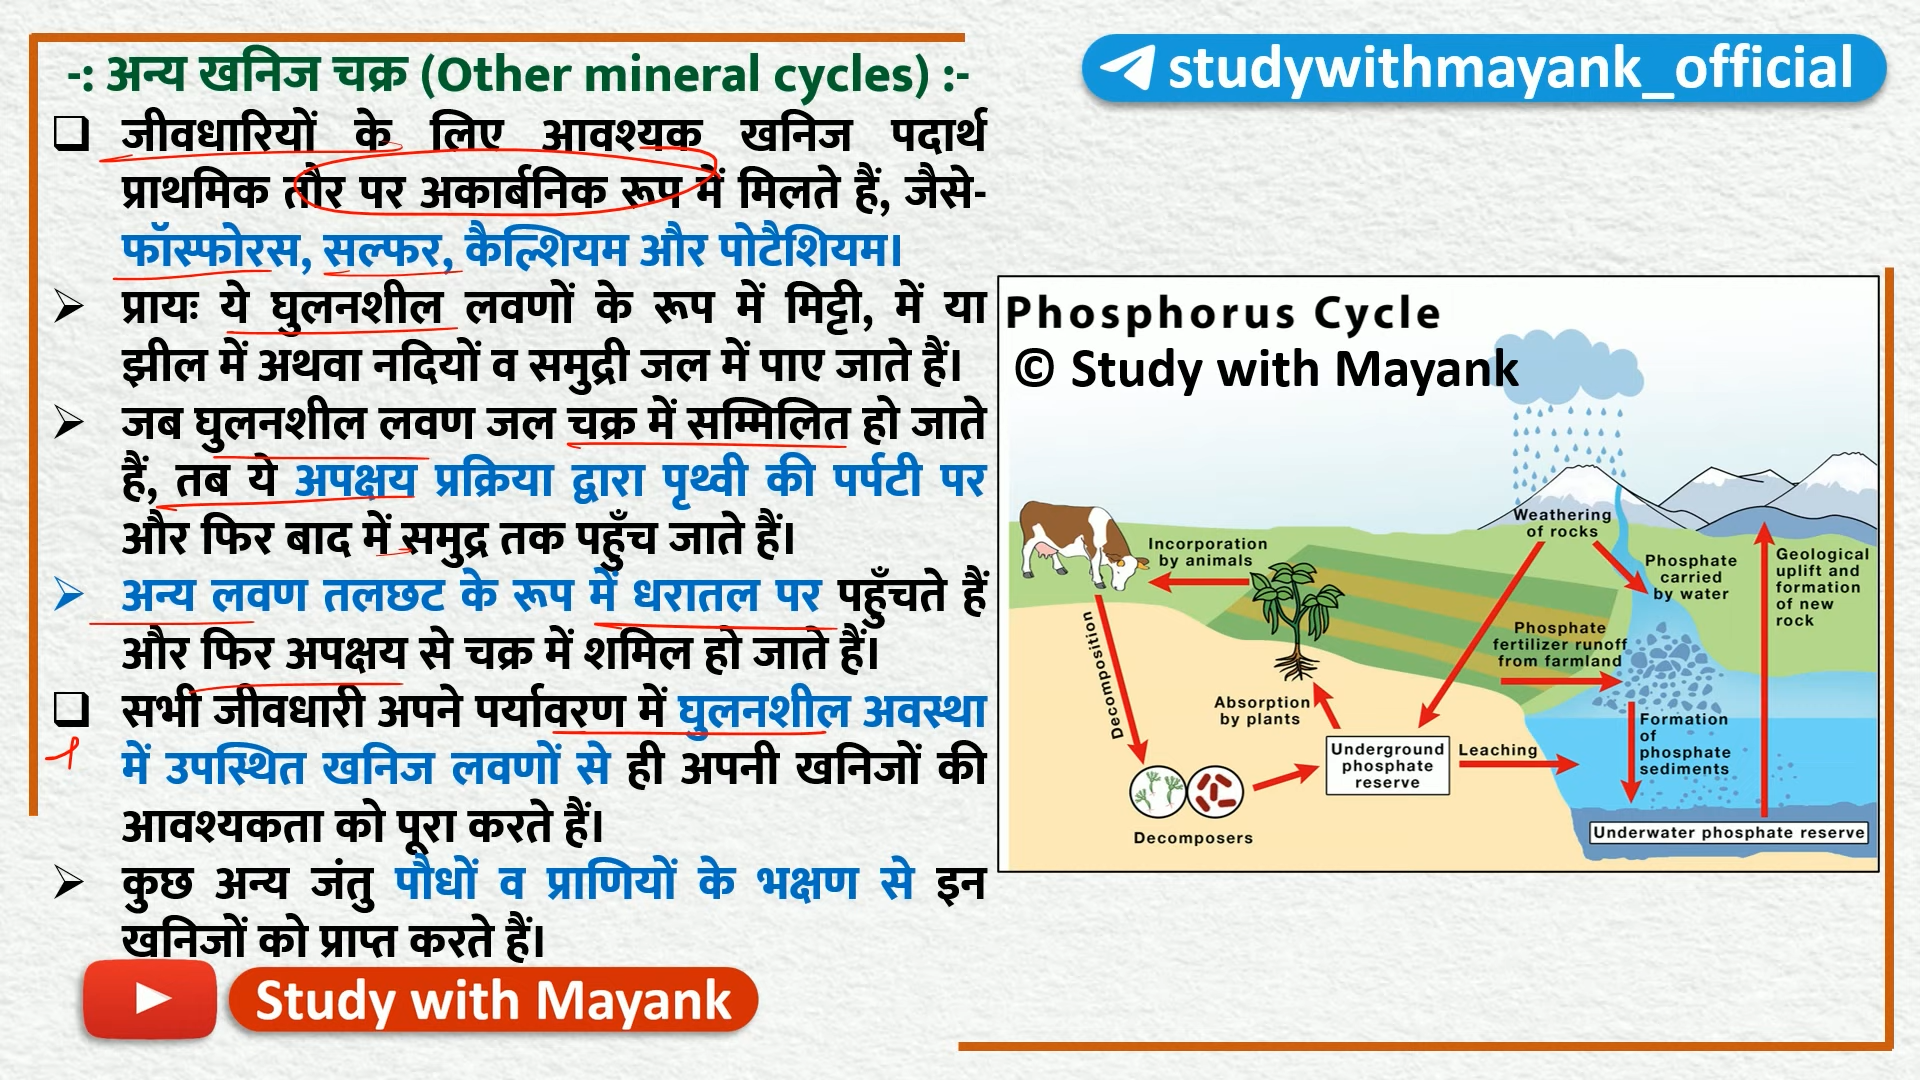 -: अन्य खनिज चक्र (Other mineral cycles) :-
जीवधारियों के लिए आवश्यक खनिज पदार्थ
प्राथमिक तौर पर अकार्बनिक रूप में मिलते हैं, जैसे-
फॉस्फोरस, सल्फर, कैल्शियम और पोटैशियम।
प्रायः ये घुलनशील लवणों के रूप में मिट्टी, में या
झील में अथवा नदियों व समुद्री जल में पाए जाते हैं।
जब घुलनशील लवण जल चक्र में सम्मिलित हो जाते
हैं, तब ये अपक्षय प्रक्रिया द्वारा पृथ्वी की पर्पटी पर
और फिर बाद में समुद्र तक पहुँच जाते हैं।
अन्य लवण तलछट के रूप में धरातल पर पहुँचते हैं
और फिर अपक्षय से चक्र में शमिल हो जाते हैं।
सभी जीवधारी अपने पर्यावरण में घुलनशील अवस्था
में उपस्थित खनिज लवणों से ही अपनी खनिजों की
आवश्यकता को पूरा करते हैं।
कुछ अन्य जंतु पौधों व प्राणियों के भक्षण से इन
खनिजों को प्राप्त करते हैं।
Study with Mayank
studywithmayank_official
Phosphorus Cycle
© Study with Mayank
Weathering
of rocks
Incorporation
by animals
Phosphate
carried
by water
Geological
uplift and
formation
of new
rock
Decomposition
Phosphate
fertilizer runoff
from farmland
Absorption
by plants
Formation
of
phosphate
sediments
Underground
phosphate
reserve
Leaching
Decomposers
Underwater phosphate reserve